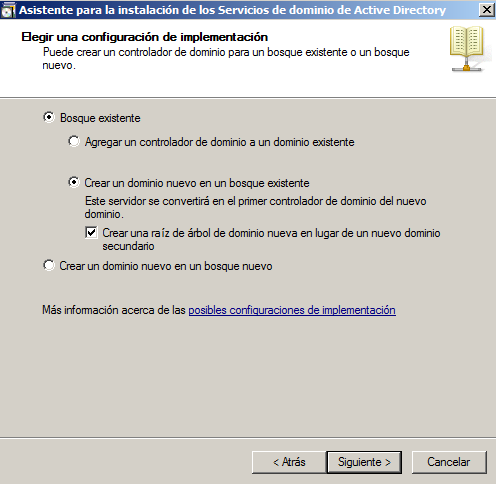 Asistente para la instalación de los Servicios de dominio de Active Directory
Elegir una configuración de implementación
Puede crear un controlador de dominio para un bosque existente o un bosque
nuevo.
Bosque existente
Agregar un controlador de dominio a un dominio existente
Crear un dominio nuevo en un bosque existente
Este servidor se convertirá en el primer controlador de dominio del nuevo
dominio.
Crear una raíz de árbol de dominio nueva en lugar de un nuevo dominio
secundario
Crear un dominio nuevo en un bosque nuevo
Más información acerca de las posibles configuraciones de implementación
< Atrás
Siguiente >
Cancelar